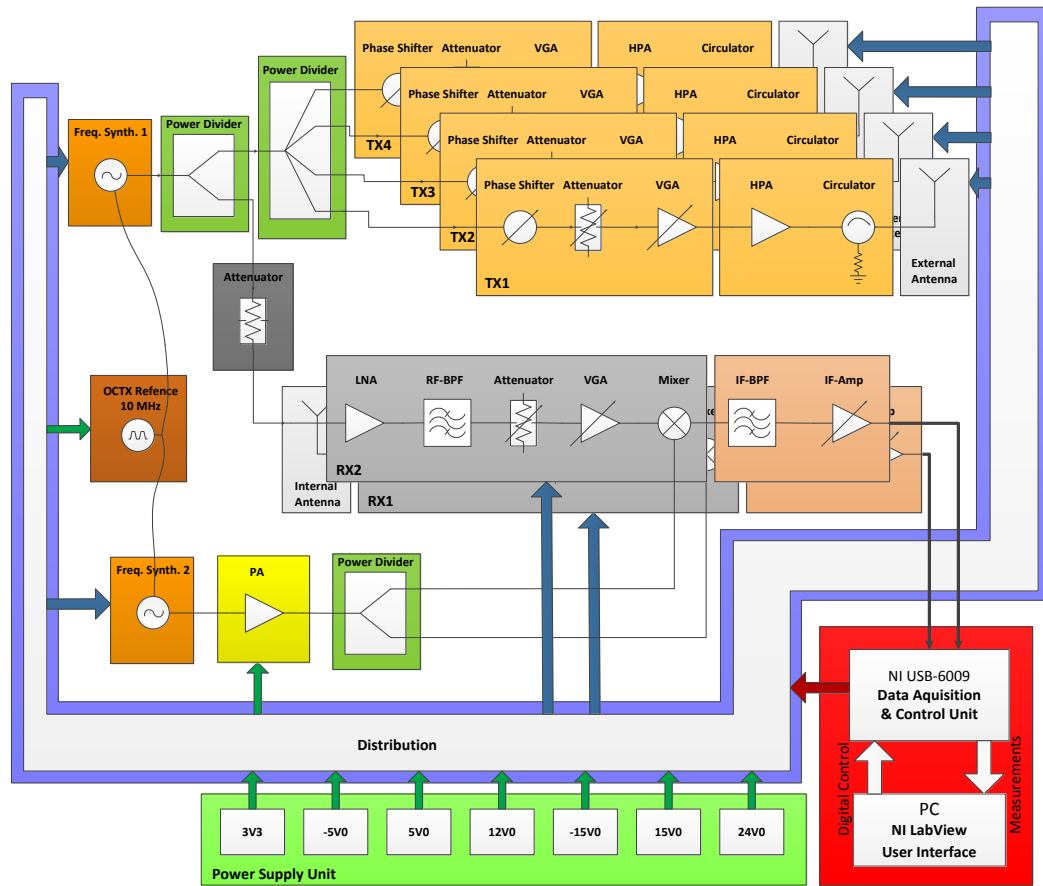 Phase Shifter Attenuator VGA
HPA Circulator
Power Divider
Phase Shifter Attenuator VGA
HPA Circulator
Freq. Synth. 1
Power Divider
Phase Shifter Attenuator VGA
HPA Circulator
TX4
TX3
Phase Shifter Attenuator VGA
HPA Circulator
TX2
TX1
External
Antenna
Attenuator
OCTX Refence
10 MHz
LNA RF-BPF Attenuator VGA Mixer
IF-BPF IF-Amp
RX2
RX1
Internal
Antenna
Freq. Synth. 2
PA
Power Divider
NI USB-6009
Data Aquisition
& Control Unit
Distribution
Digital Control
Measurements
PC
NI LabView
User Interface
3V3 -5V0 5V0 12V0 -15V0 15V0 24V0
Power Supply Unit